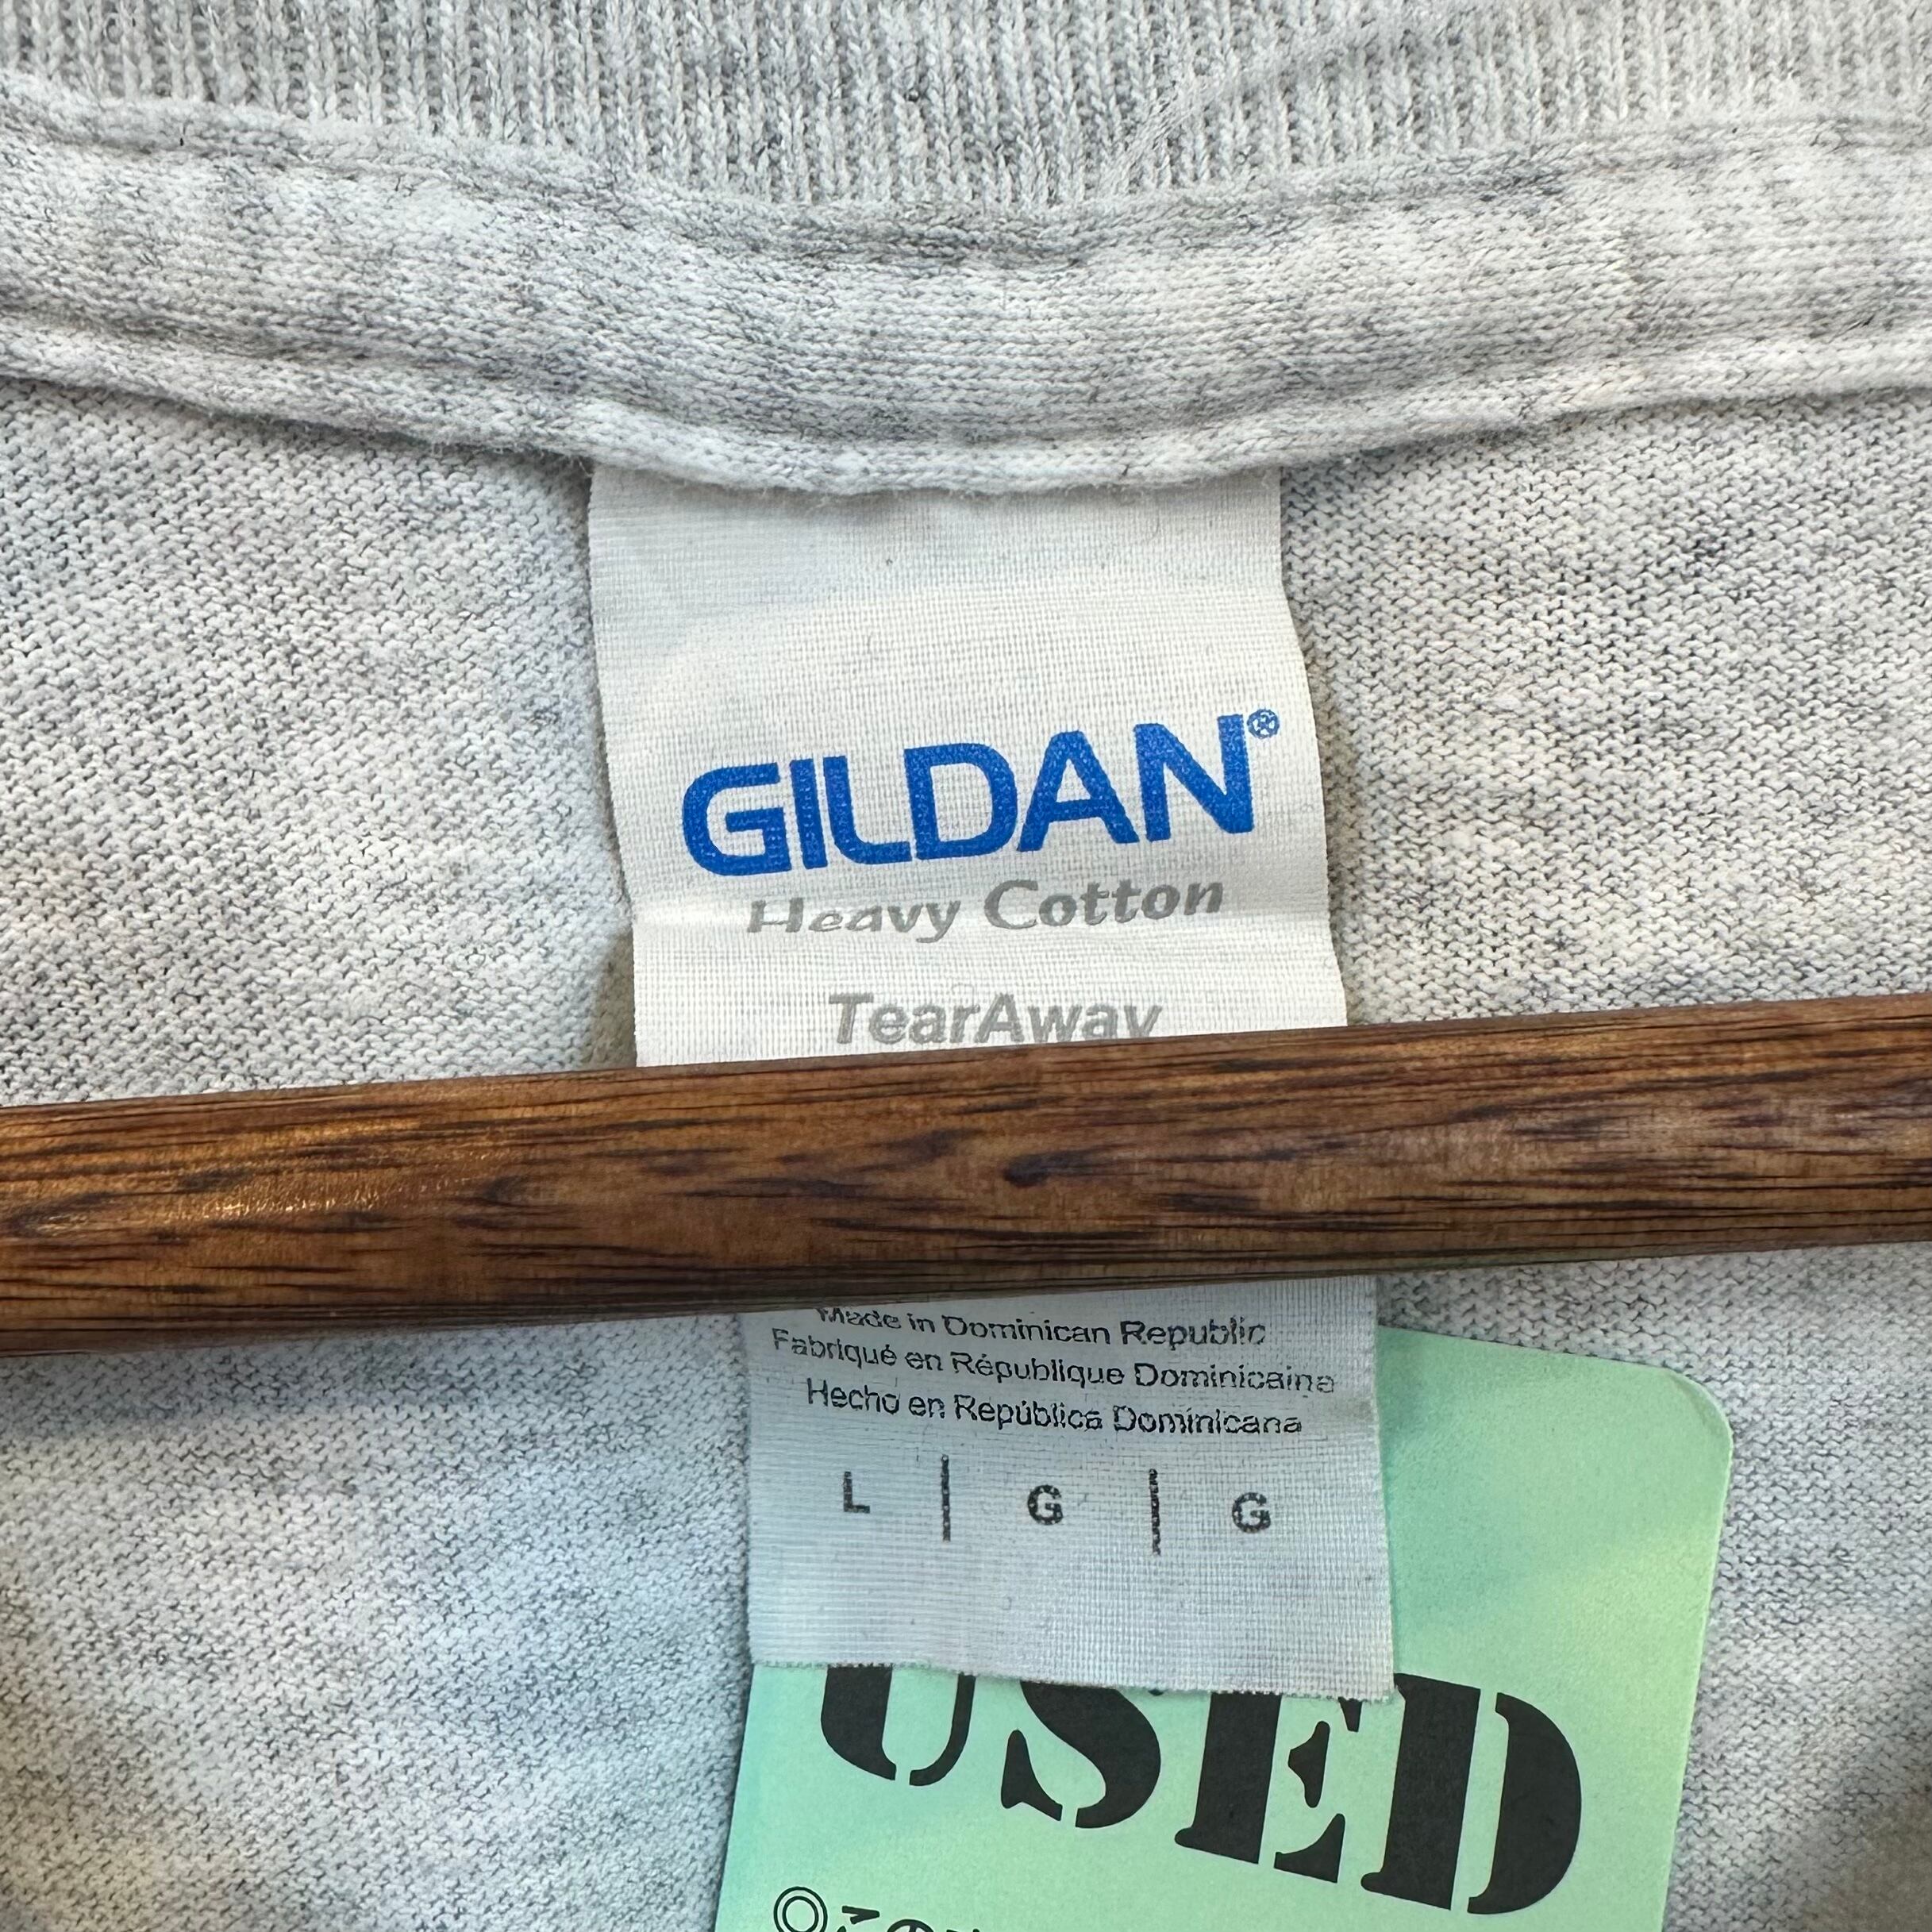 GILDAN®
Heavy Cotton
TearAway
Made in Dominican Republic
Fabriqué en République Dominicaine
Hecho en República Dominicana
L | G | G
USED